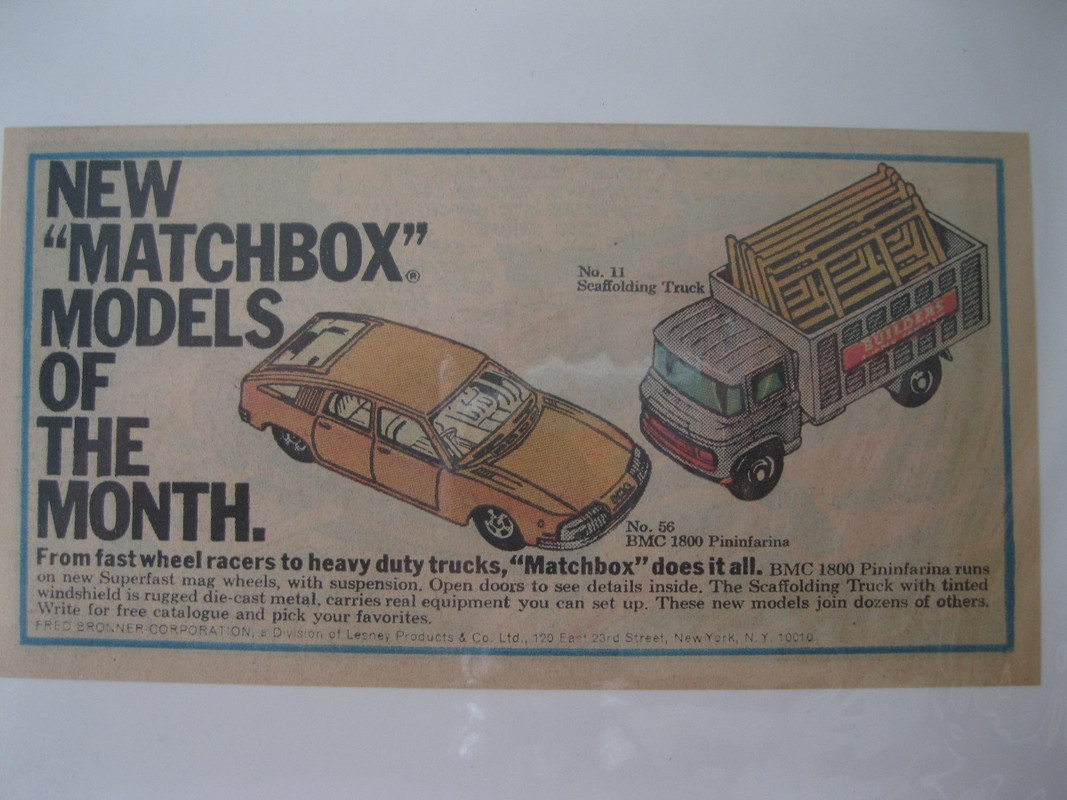 NEW
“MATCHBOX”®
MODELS
OF
THE
MONTH.
No. 11
Scaffolding Truck
BUILDERS
No. 56
BMC 1800 Pininfarina
From fast wheel racers to heavy duty trucks, “Matchbox” does it all. BMC 1800 Pininfarina runs
on new Superfast mag wheels, with suspension. Open doors to see details inside. The Scaffolding Truck with tinted
windshield is rugged die-cast metal, carries real equipment you can set up. These new models join dozens of others.
Write for free catalogue and pick your favorites.
FRED BRONNER CORPORATION, a Division of Lesney Products & Co. Ltd., 120 East 23rd Street, New York, N.Y. 10010